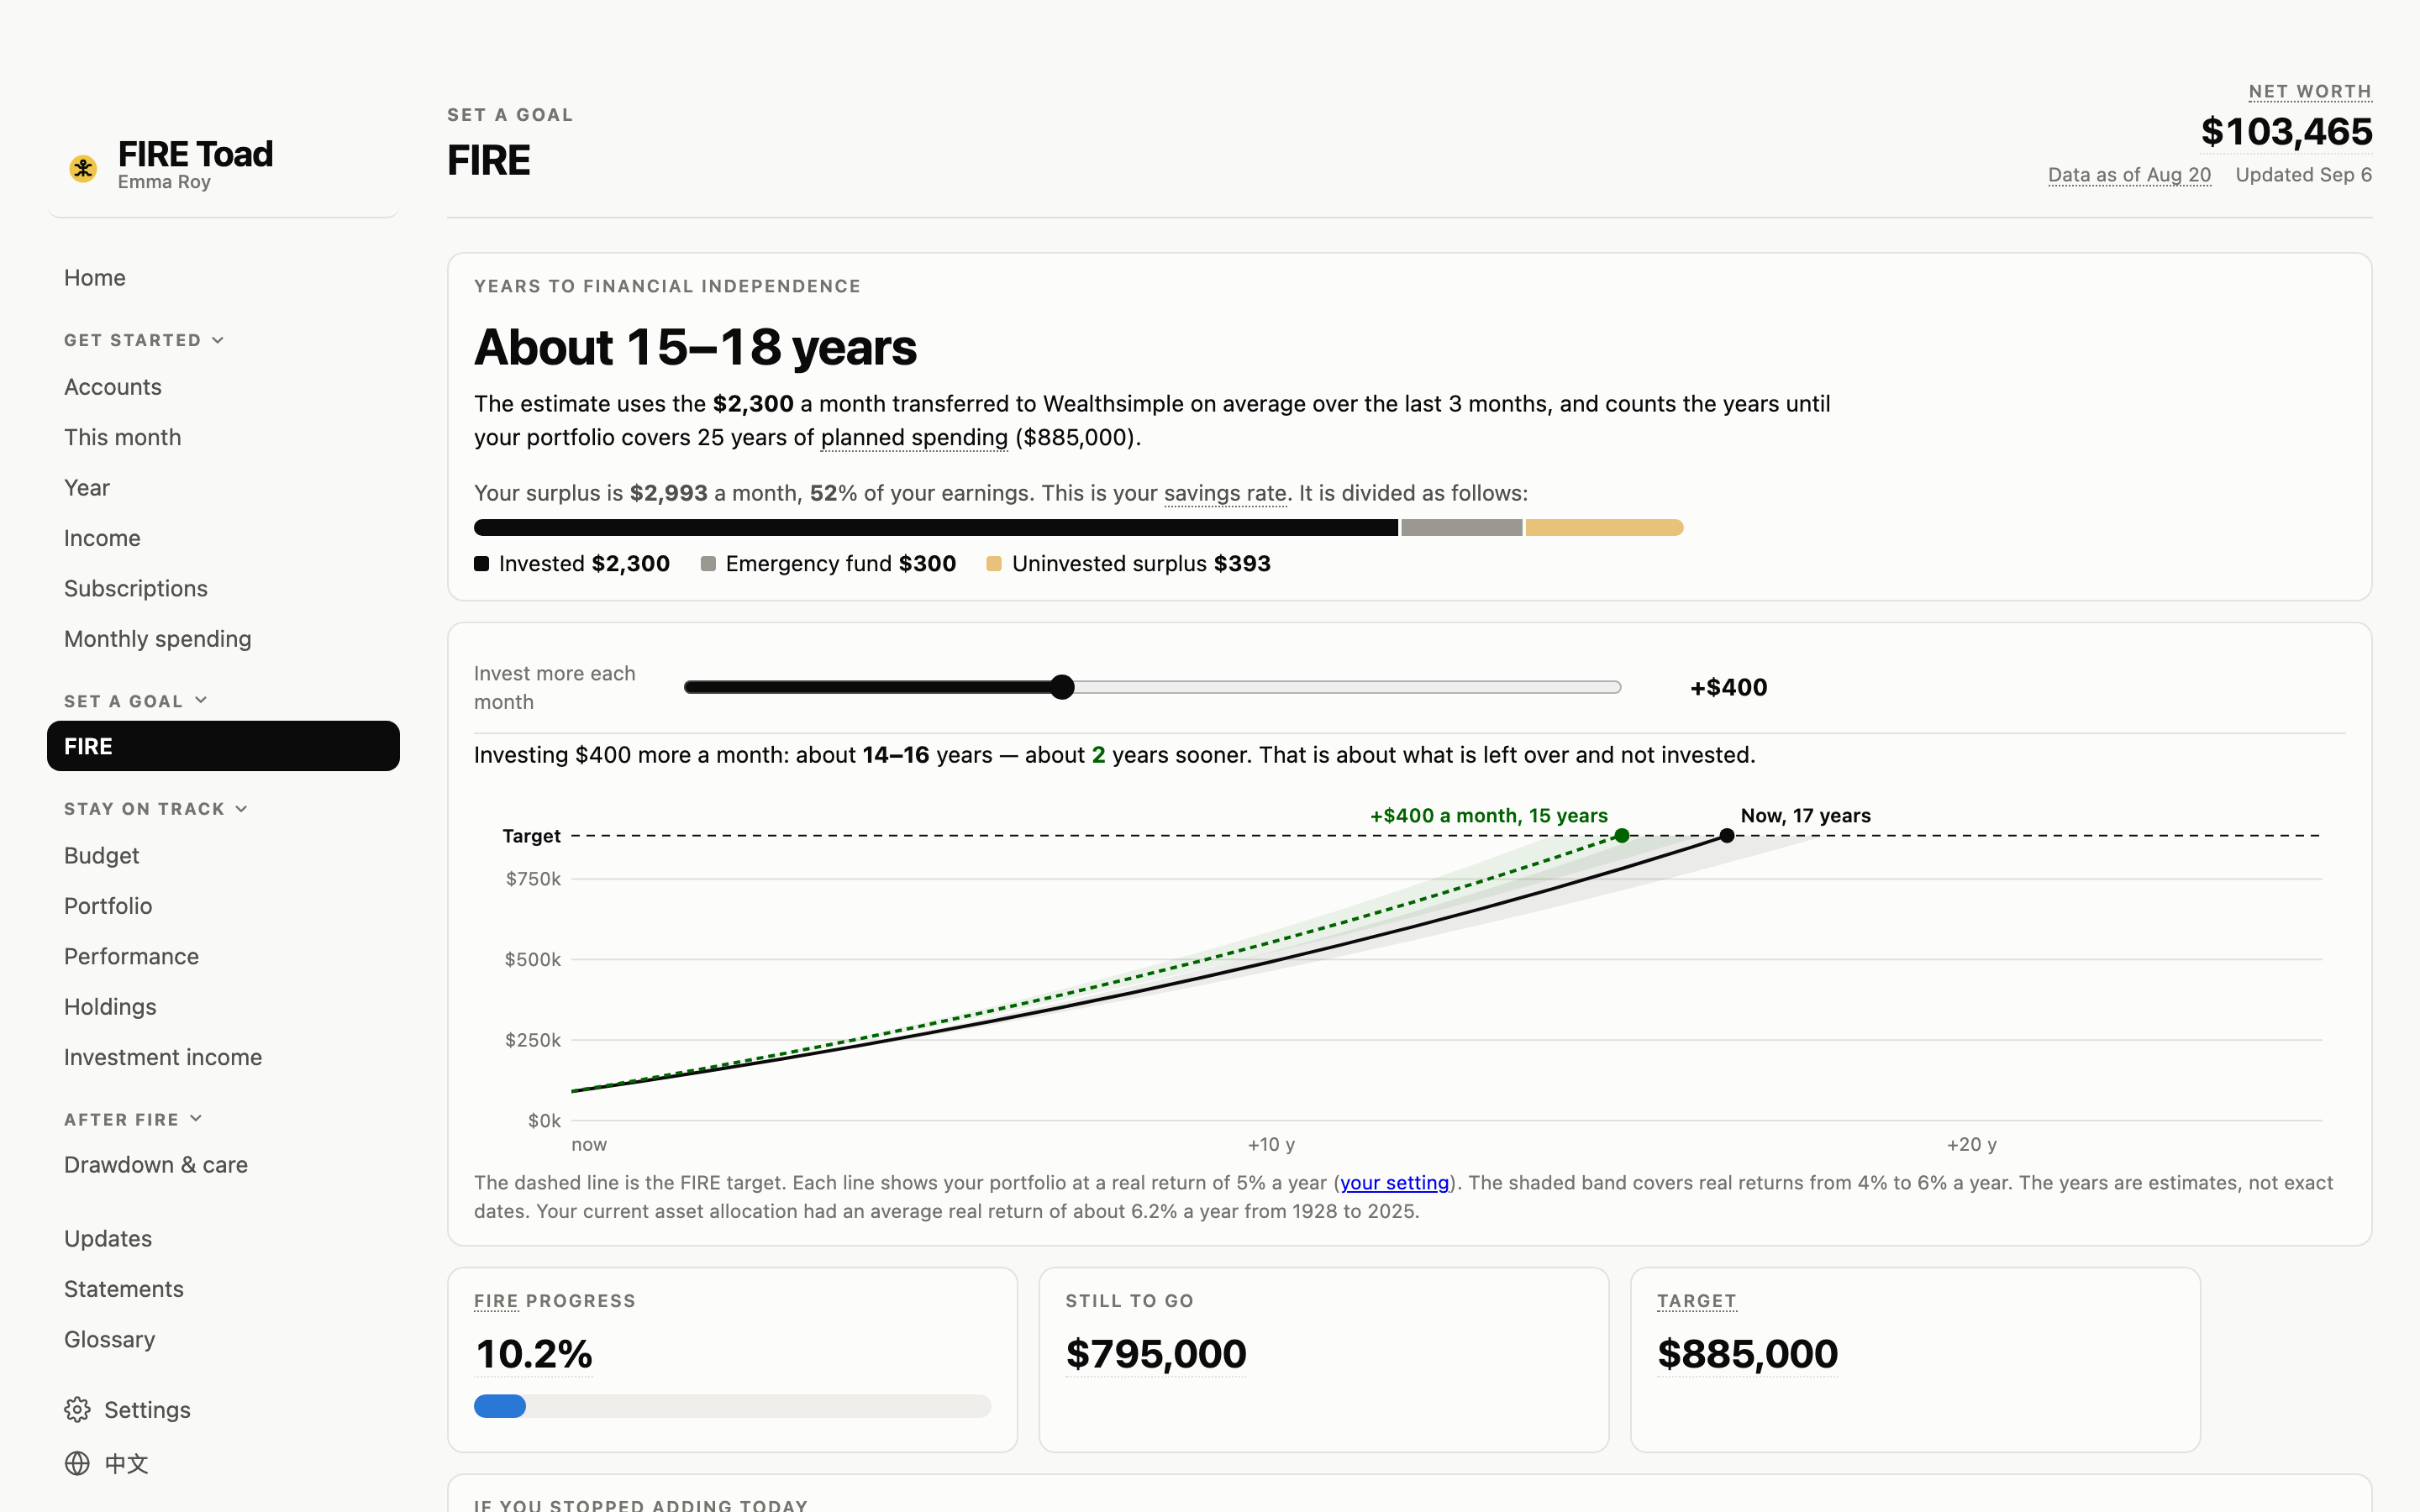 FIRE Toad
Emma Roy
Home
GET STARTED
Accounts
This month
Year
Income
Subscriptions
Monthly spending
SET A GOAL
FIRE
STAY ON TRACK
Budget
Portfolio
Performance
Holdings
Investment income
AFTER FIRE
Drawdown & care
Updates
Statements
Glossary
Settings
中文
SET A GOAL
FIRE
NET WORTH
$103,465
Data as of Aug 20 Updated Sep 6
YEARS TO FINANCIAL INDEPENDENCE
About 15–18 years
The estimate uses the $2,300 a month transferred to Wealthsimple on average over the last 3 months, and counts the years until
your portfolio covers 25 years of planned spending ($885,000).
Your surplus is $2,993 a month, 52% of your earnings. This is your savings rate. It is divided as follows:
Invested $2,300 Emergency fund $300 Uninvested surplus $393
Invest more each
month
+$400
Investing $400 more a month: about 14–16 years — about 2 years sooner. That is about what is left over and not invested.
+$400 a month, 15 years
Now, 17 years
Target
$750k
$500k
$250k
$0k
now +10 y +20 y
The dashed line is the FIRE target. Each line shows your portfolio at a real return of 5% a year (your setting). The shaded band covers real returns from 4% to 6% a year. The years are estimates, not exact
dates. Your current asset allocation had an average real return of about 6.2% a year from 1928 to 2025.
FIRE PROGRESS
10.2%
STILL TO GO
$795,000
TARGET
$885,000
IF YOU STOPPED ADDING TODAY